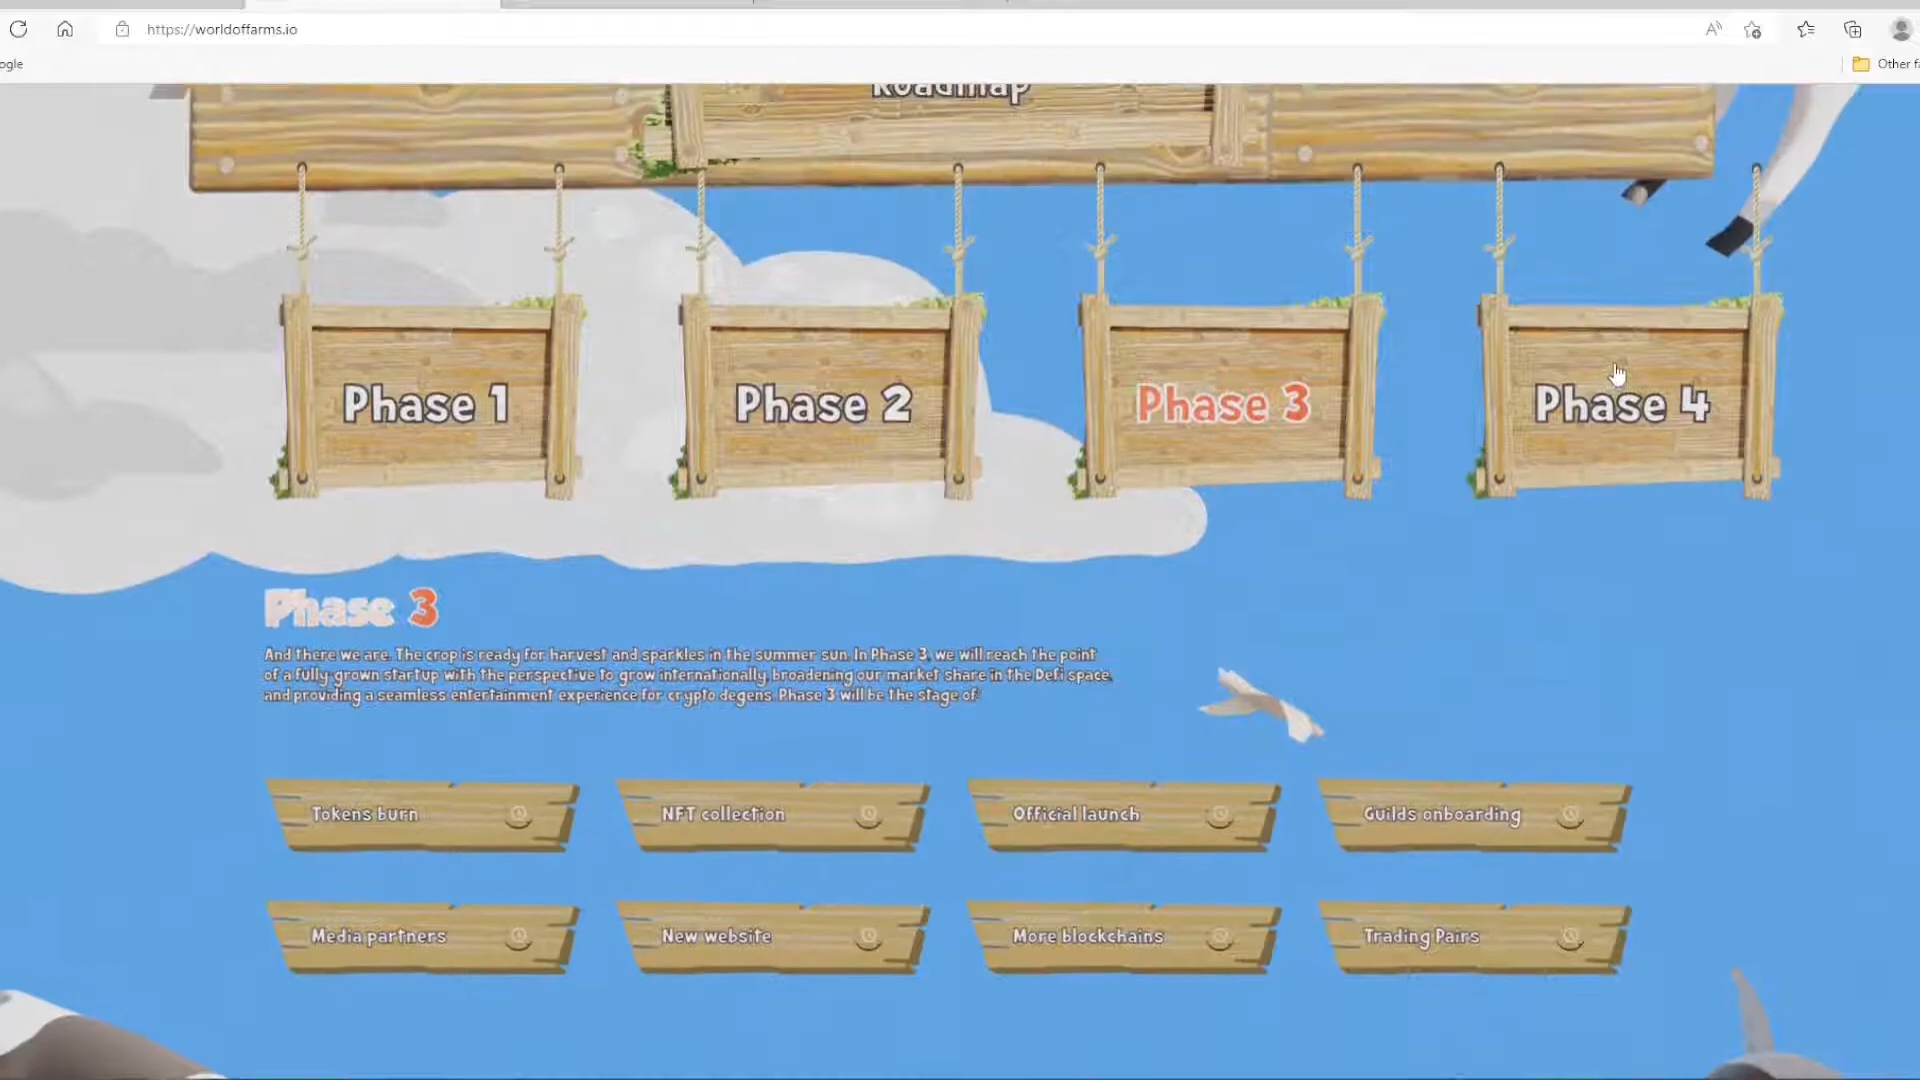 https://worldoffarms.io
ogle
Other fa
Roadmap
Phase 1
Phase 2
Phase 3
Phase 4
Phase 3
And there we are. The crop is ready for harvest and sparkles in the summer sun. In Phase 3, we will reach the point
of a fully-grown startup with the perspective to grow internationally, broadening our market share in the Defi space,
and providing a seamless entertainment experience for crypto degens. Phase 3 will be the stage of:
Tokens burn
NFT collection
Official launch
Guilds onboarding
Media partners
New website
More blockchains
Trading Pairs